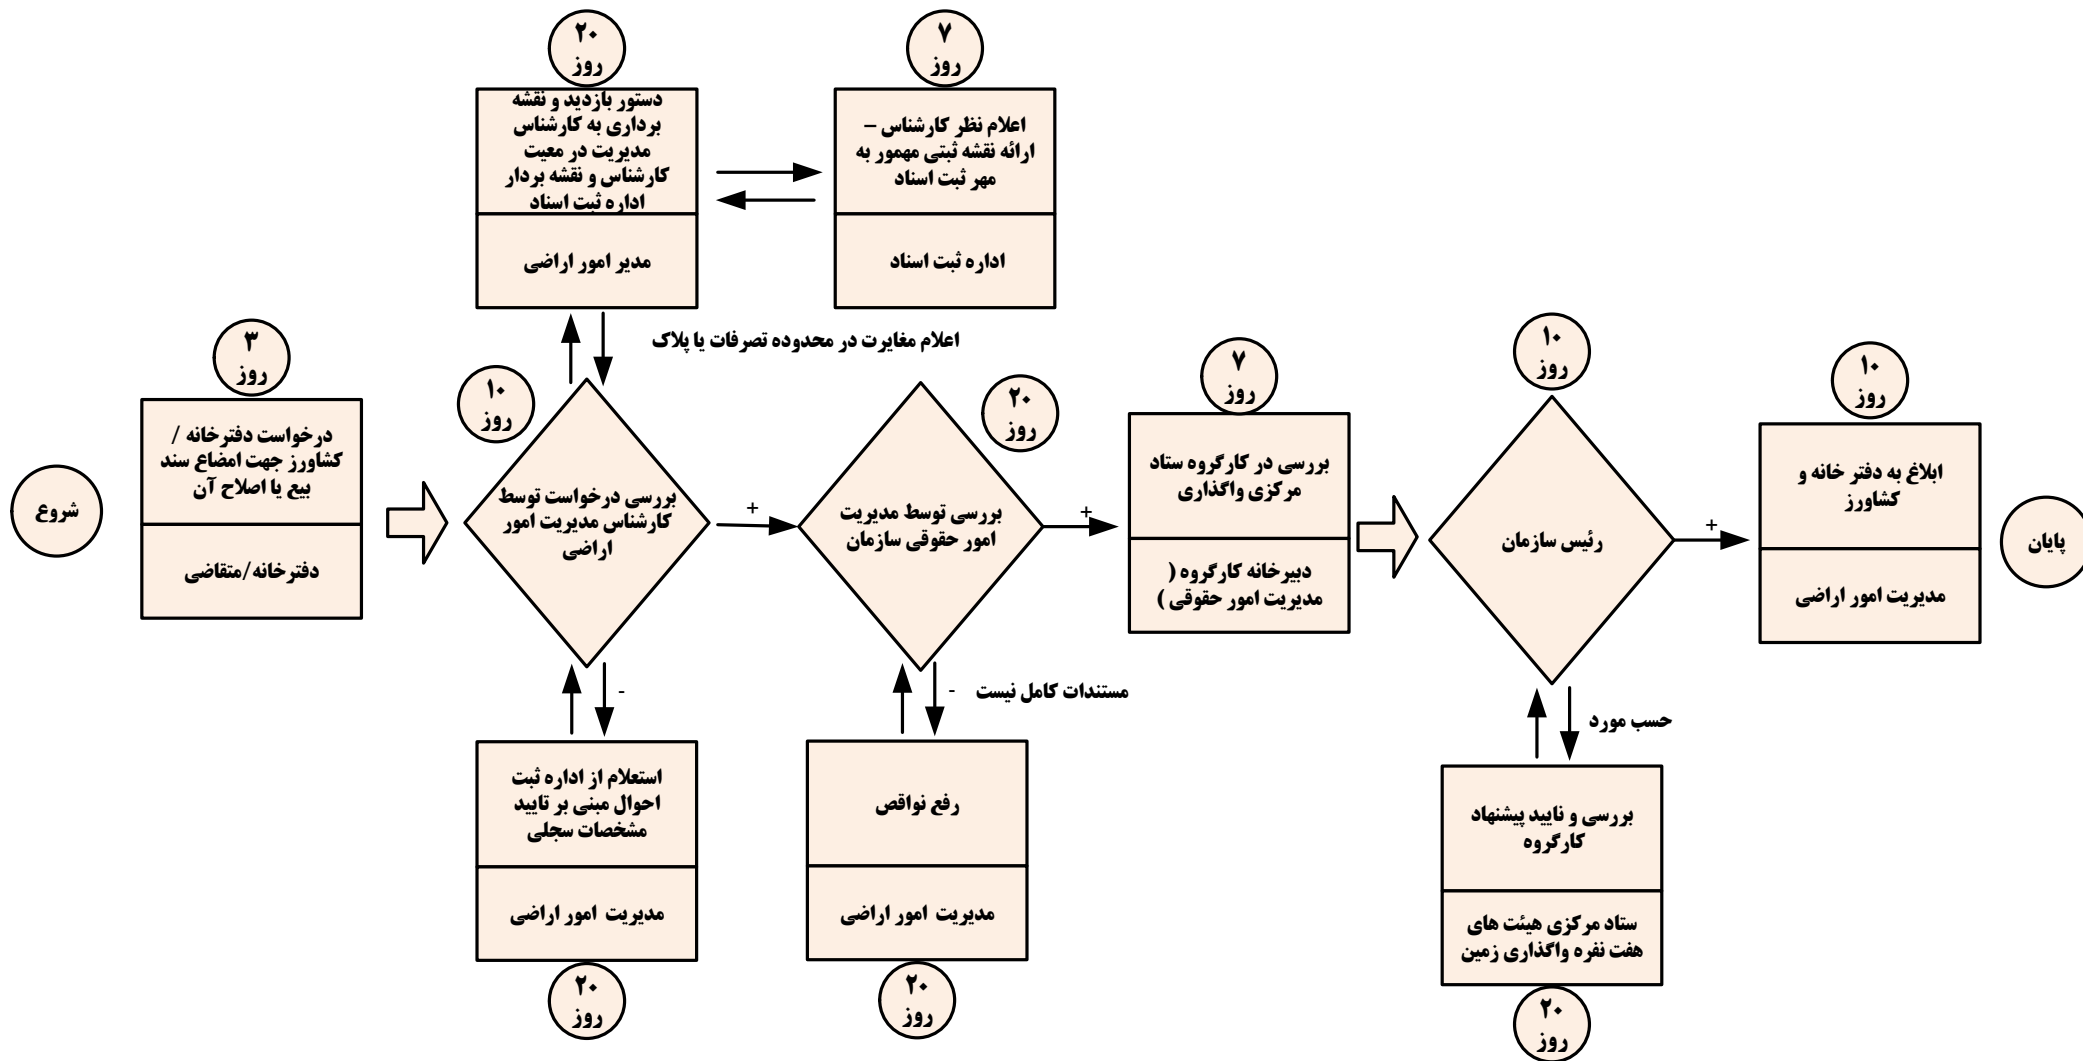 ۲۰
روز
۷
روز
دستور بازدید و نقشه
برداری به کارشناس
مدیریت در معیت
کارشناس و نقشه بردار
اداره ثبت اسناد
مدیر امور اراضی
اعلام نظر کارشناس –
ارائه نقشه ثبتی مهمور به
مهر ثبت اسناد
اداره ثبت اسناد
اعلام مغایرت در محدوده تصرفات یا پلاک
شروع
۳
روز
درخواست دفترخانه /
کشاورز جهت امضاع سند
بیع یا اصلاح آن
دفترخانه/متقاضی
۱۰
روز
بررسی درخواست توسط
کارشناس مدیریت امور
اراضی
+
-
استعلام از اداره ثبت
احوال مبنی بر تایید
مشخصات سجلی
مدیریت امور اراضی
۲۰
روز
۲۰
روز
بررسی توسط مدیریت
امور حقوقی سازمان
+
- مستندات کامل نیست
رفع نواقص
مدیریت امور اراضی
۲۰
روز
۷
روز
بررسی در کارگروه ستاد
مرکزی واگذاری
دبیرخانه کارگروه (
مدیریت امور حقوقی )
۱۰
روز
رئیس سازمان
+
حسب مورد
بررسی و نایید پیشنهاد
کارگروه
ستاد مرکزی هیئت های
هفت نفره واگذاری زمین
۲۰
روز
۱۰
روز
ابلاغ به دفتر خانه و
کشاورز
مدیریت امور اراضی
پایان